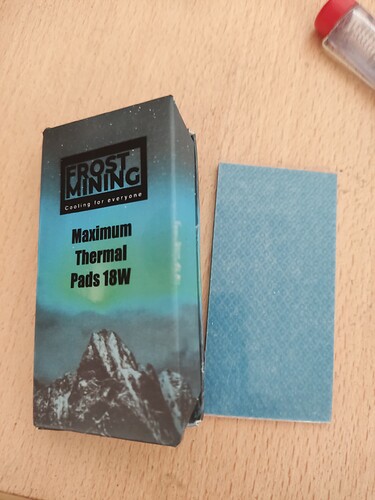 FROST
MINING
Cooling for everyone
Maximum
Thermal
Pads 18W